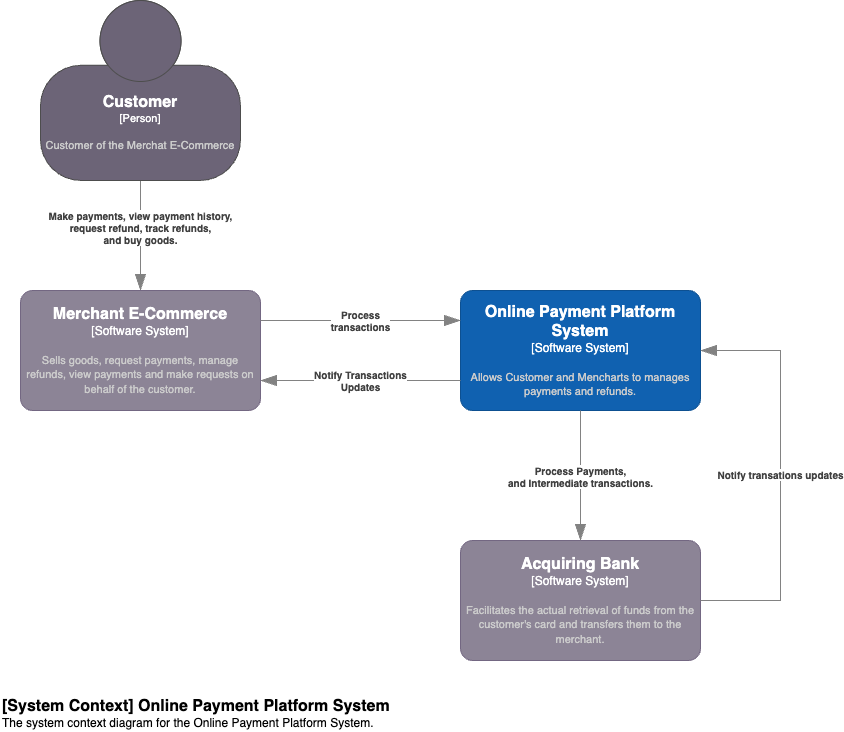 Customer
[Person]
Customer of the Merchat E-Commerce
Make payments, view payment history,
request refund, track refunds,
and buy goods.
Merchant E-Commerce
[Software System]
Sells goods, request payments, manage
refunds, view payments and make requests on
behalf of the customer.
Process
transactions
Notify Transactions
Updates
Online Payment Platform
System
[Software System]
Allows Customer and Mencharts to manages
payments and refunds.
Process Payments,
and Intermediate transactions.
Notify transations updates
Acquiring Bank
[Software System]
Facilitates the actual retrieval of funds from the
customer's card and transfers them to the
merchant.
[System Context] Online Payment Platform System
The system context diagram for the Online Payment Platform System.